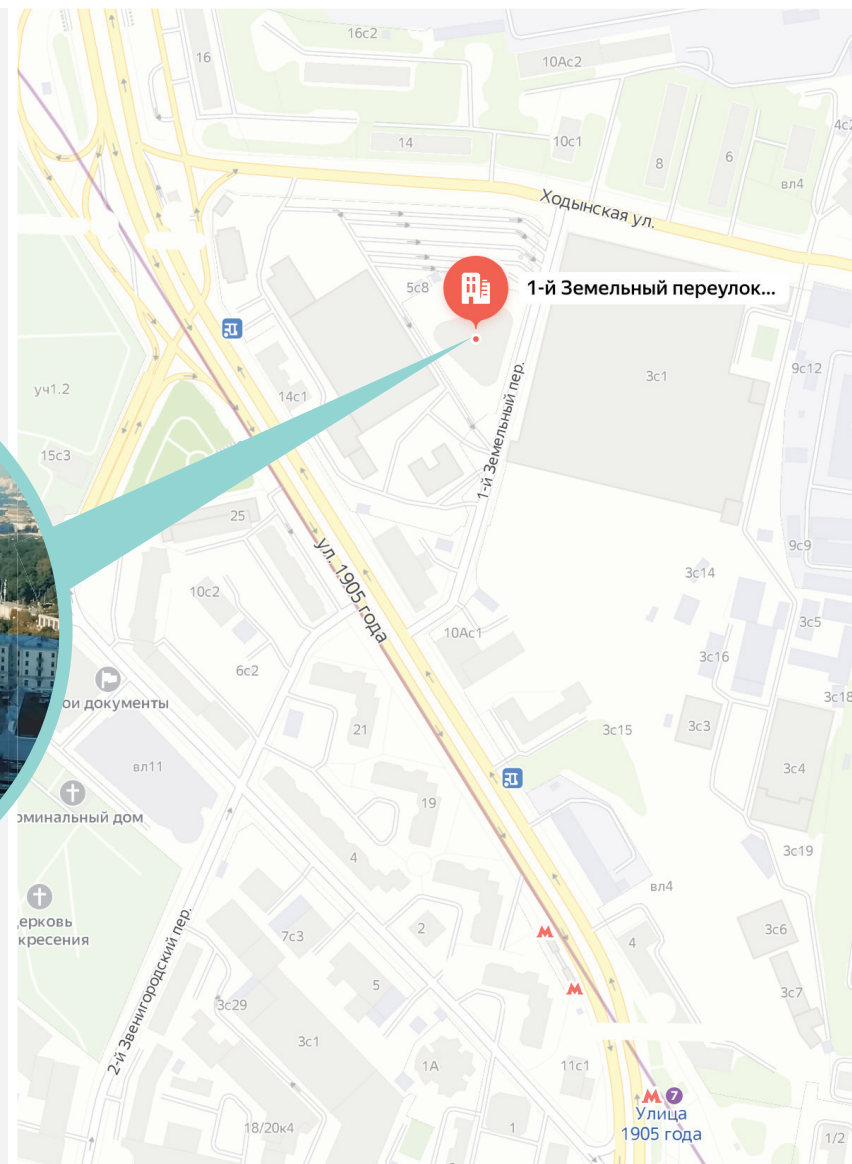 16с2
16
10Ас2
4с2
14
10с1
8
6
вл4
Ходынская ул.
5с8
1-й Земельный переулок...
1-й Земельный пер.
3с1
9с12
уч1.2
14с1
15с3
25
9с9
ул. 1905 года
3с14
10с2
3с5
10Ас1
3с16
6с2
3с18
ои документы
21
3с15
3с3
вл11
3с4
19
оминальный дом
3с19
4
вл4
ерковь
кресения
7с3
2
4
3с6
2-й Звенигородский пер.
5
3с7
3с29
3с1
1А
11с1
М 7
Улица
1905 года
18/20к4
1
1/2